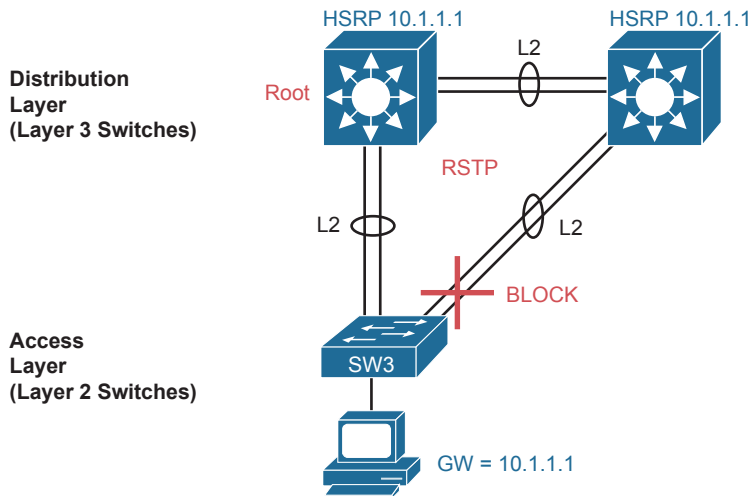 HSRP 10.1.1.1
HSRP 10.1.1.1
L2
Distribution
Layer
(Layer 3 Switches)
Root
RSTP
L2
L2
BLOCK
Access
Layer
(Layer 2 Switches)
SW3
GW = 10.1.1.1